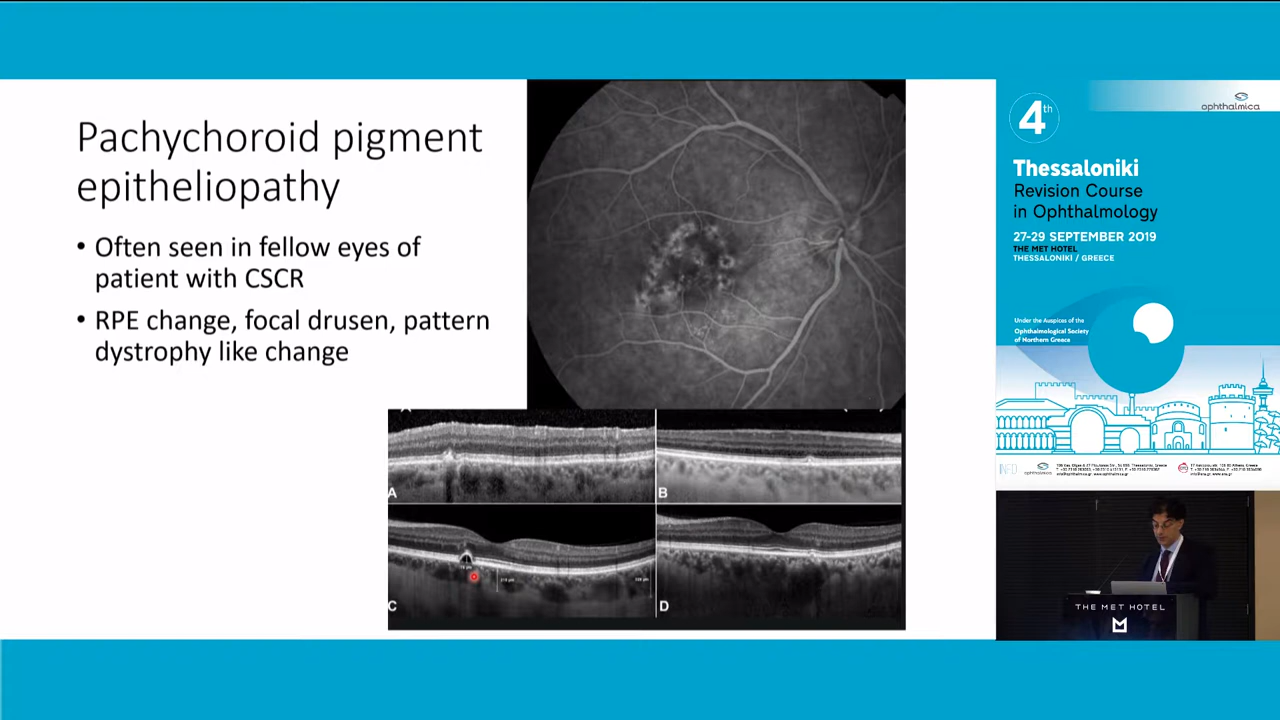 Pachychoroid pigment
epitheliopathy
• Often seen in fellow eyes of
patient with CSCR
• RPE change, focal drusen, pattern
dystrophy like change
A
B
C
D
4th
ophthalmica
Thessaloniki
Revision Course
in Ophthalmology
27-29 SEPTEMBER 2019
THE MET HOTEL
THESSALONIKI / GREECE
Under the Auspices of the
Ophthalmological Society
of Northern Greece
INFO
THE MET HOTEL
M